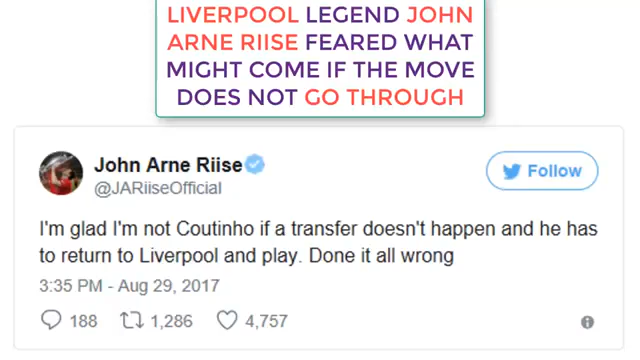 LIVERPOOL LEGEND JOHN
ARNE RIISE FEARED WHAT
MIGHT COME IF THE MOVE
DOES NOT GO THROUGH
John Arne Riise
@JARiiseOfficial
Follow
I'm glad I'm not Coutinho if a transfer doesn't happen and he has
to return to Liverpool and play. Done it all wrong
3:35 PM - Aug 29, 2017
188 1,286 4,757